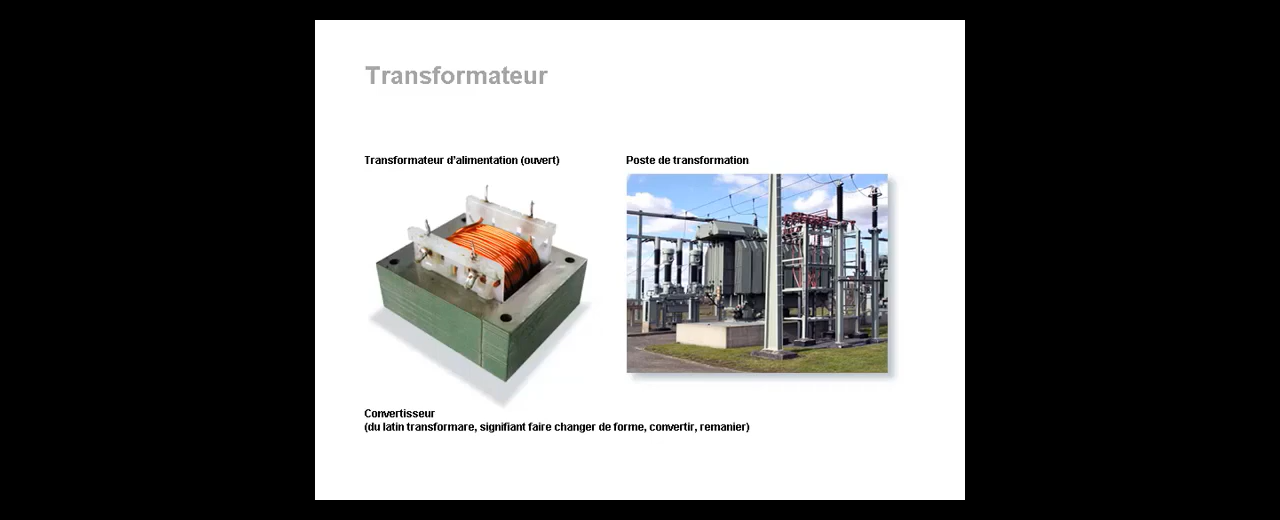 Transformateur
Transformateur d'alimentation (ouvert)
Poste de transformation
Convertisseur
(du latin transformare, signifiant faire changer de forme, convertir, remanier)